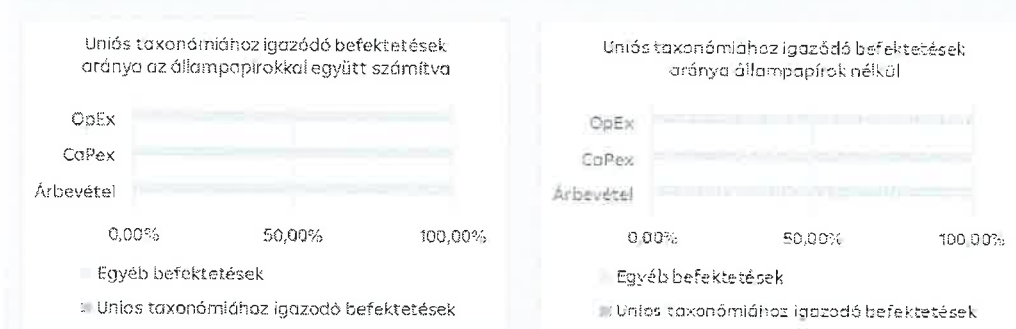 Uniós taxonómiához igazódó befektetések
aránya az állampapírokkal együtt számítva
OpEx
CaPex
Árbevétel
0,00%
50,00%
100,00%
Egyéb befektetések
Uniós taxonómiához igazodó befektetések
Uniós taxonómiához igazódó befektetések
aránya állampapírok nélkül
OpEx
CaPex
Árbevétel
0,00%
50,00%
100,00%
Egyéb befektetések
Uniós taxonómiához igazodó befektetések